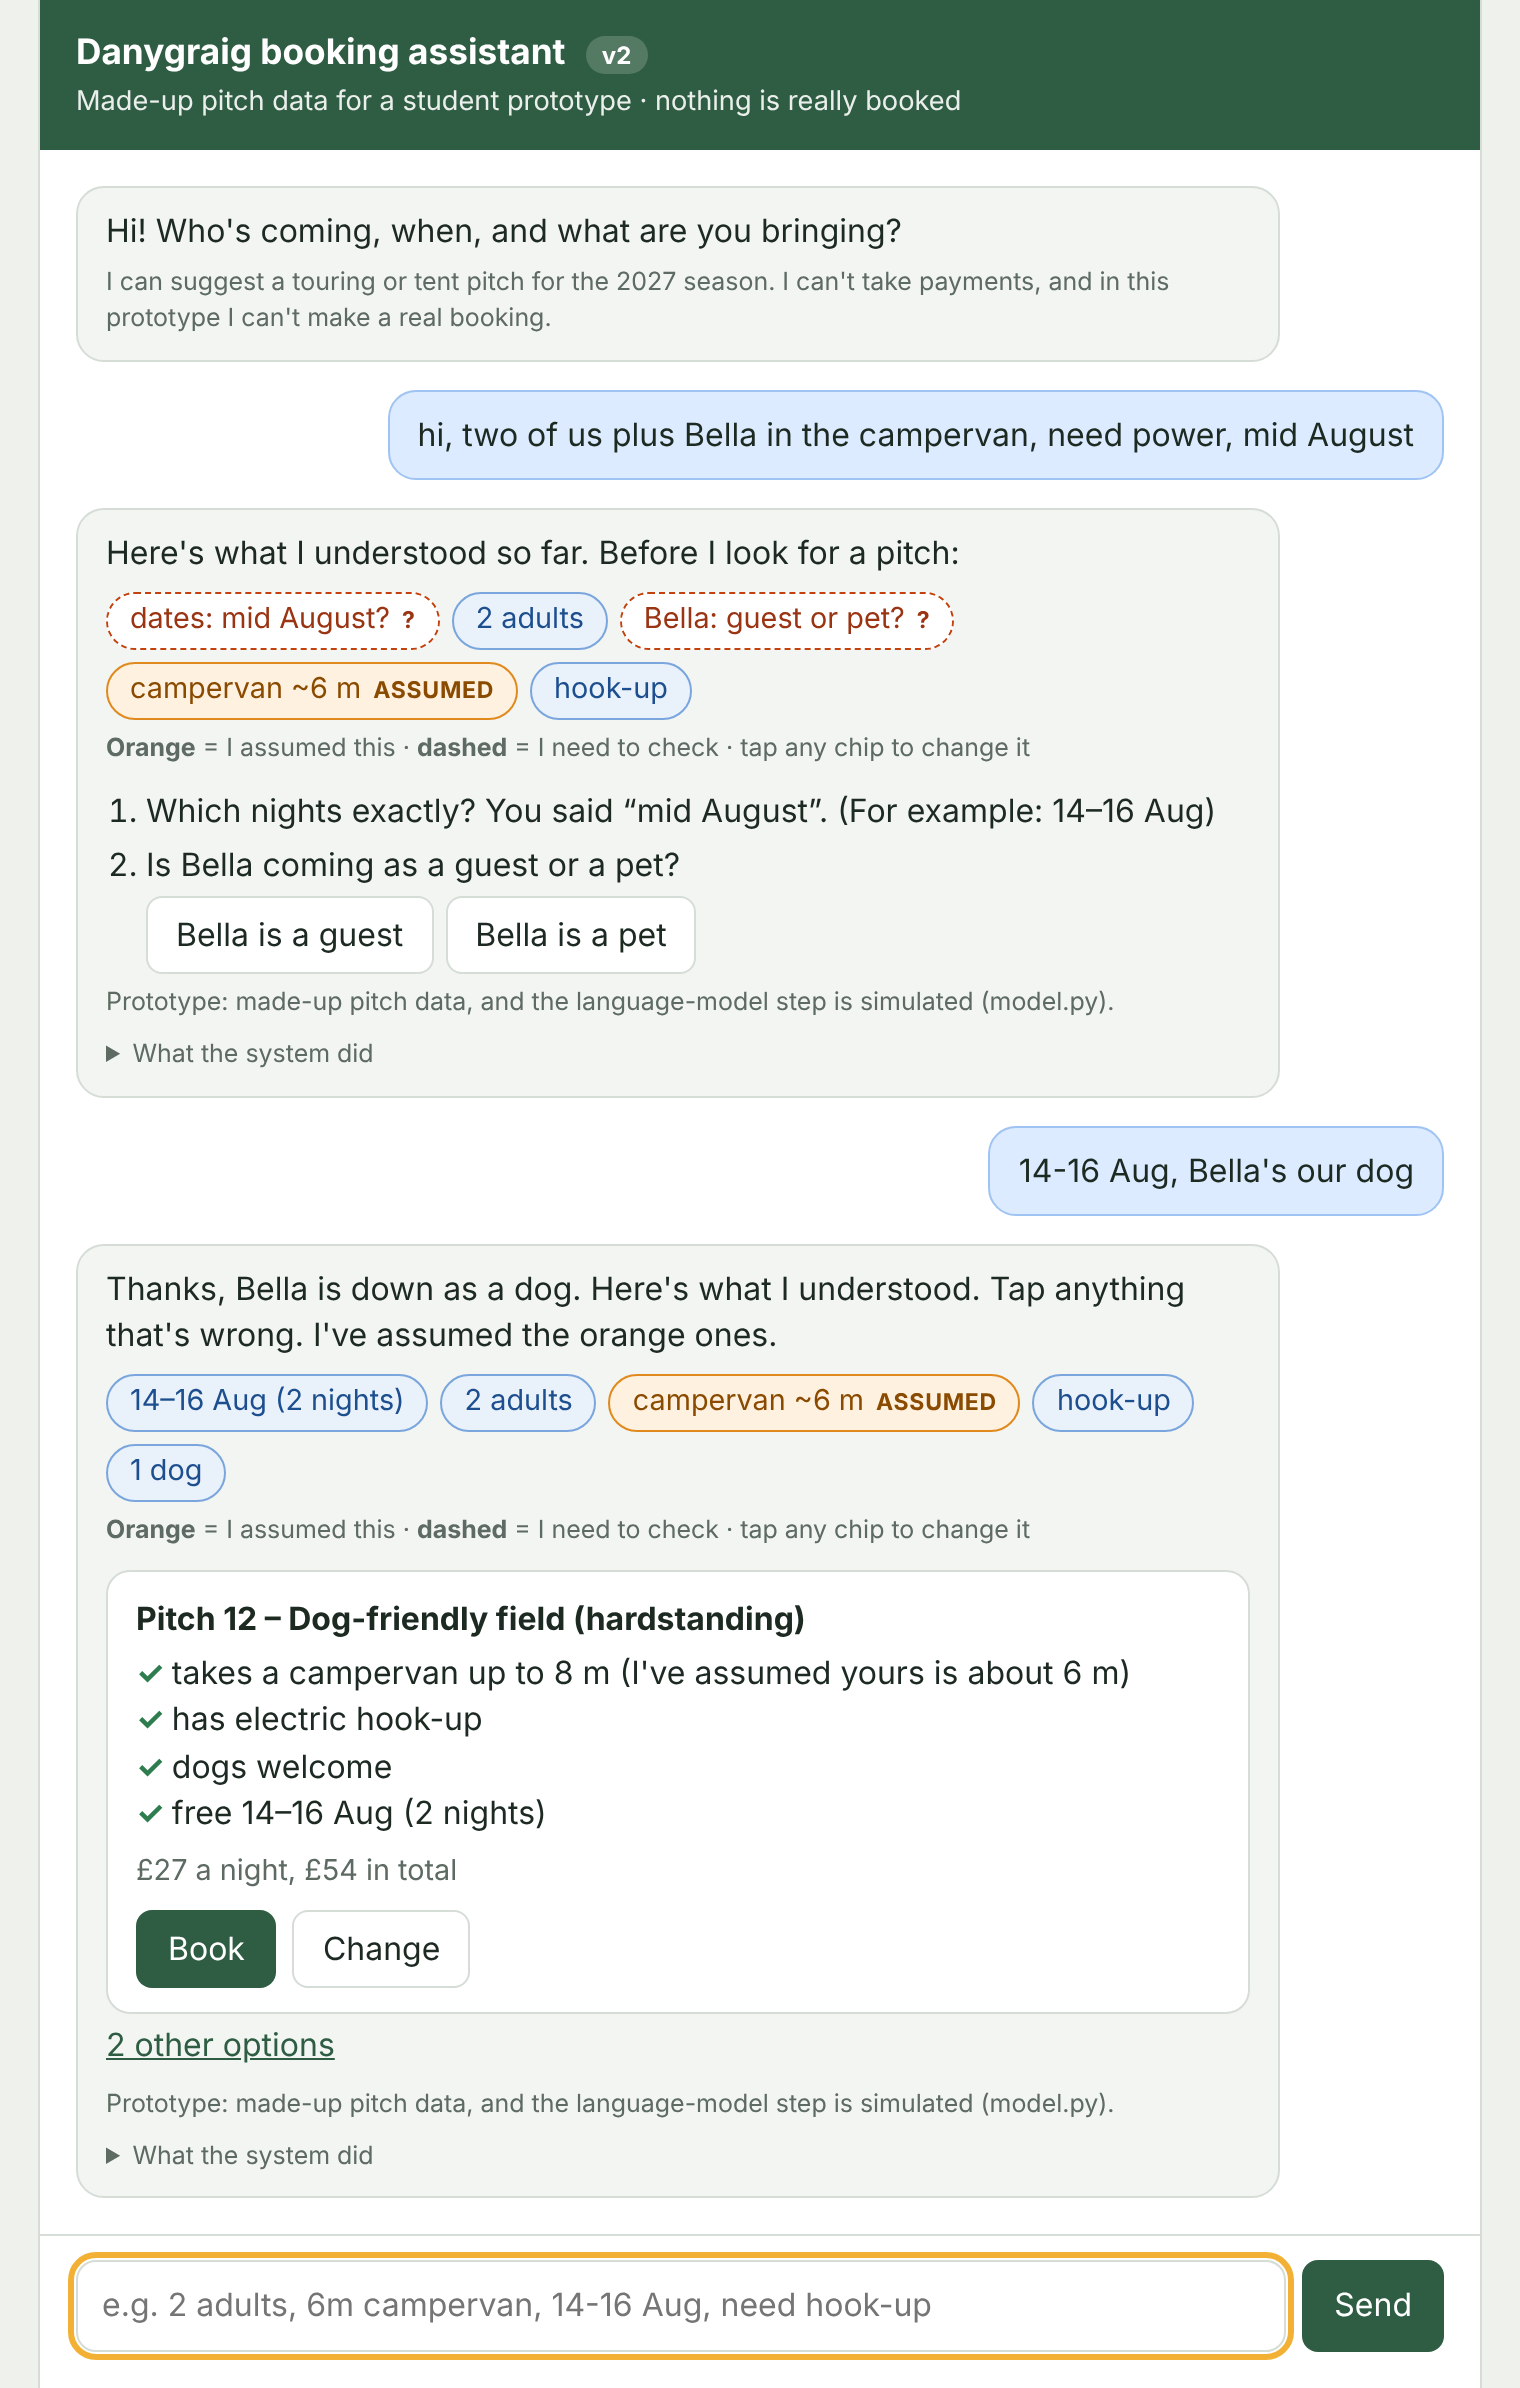 Danygraig booking assistant v2
Made-up pitch data for a student prototype · nothing is really booked
Hi! Who's coming, when, and what are you bringing?
I can suggest a touring or tent pitch for the 2027 season. I can't take payments, and in this
prototype I can't make a real booking.
hi, two of us plus Bella in the campervan, need power, mid August
Here's what I understood so far. Before I look for a pitch:
dates: mid August? ? 2 adults Bella: guest or pet? ?
campervan ~6 m ASSUMED hook-up
Orange = I assumed this · dashed = I need to check · tap any chip to change it
1. Which nights exactly? You said “mid August”. (For example: 14–16 Aug)
2. Is Bella coming as a guest or a pet?
Bella is a guest Bella is a pet
Prototype: made-up pitch data, and the language-model step is simulated (model.py).
▶ What the system did
14-16 Aug, Bella's our dog
Thanks, Bella is down as a dog. Here's what I understood. Tap anything
that's wrong. I've assumed the orange ones.
14–16 Aug (2 nights) 2 adults campervan ~6 m ASSUMED hook-up
1 dog
Orange = I assumed this · dashed = I need to check · tap any chip to change it
Pitch 12 – Dog-friendly field (hardstanding)
✓ takes a campervan up to 8 m (I've assumed yours is about 6 m)
✓ has electric hook-up
✓ dogs welcome
✓ free 14–16 Aug (2 nights)
£27 a night, £54 in total
Book Change
2 other options
Prototype: made-up pitch data, and the language-model step is simulated (model.py).
▶ What the system did
e.g. 2 adults, 6m campervan, 14-16 Aug, need hook-up Send